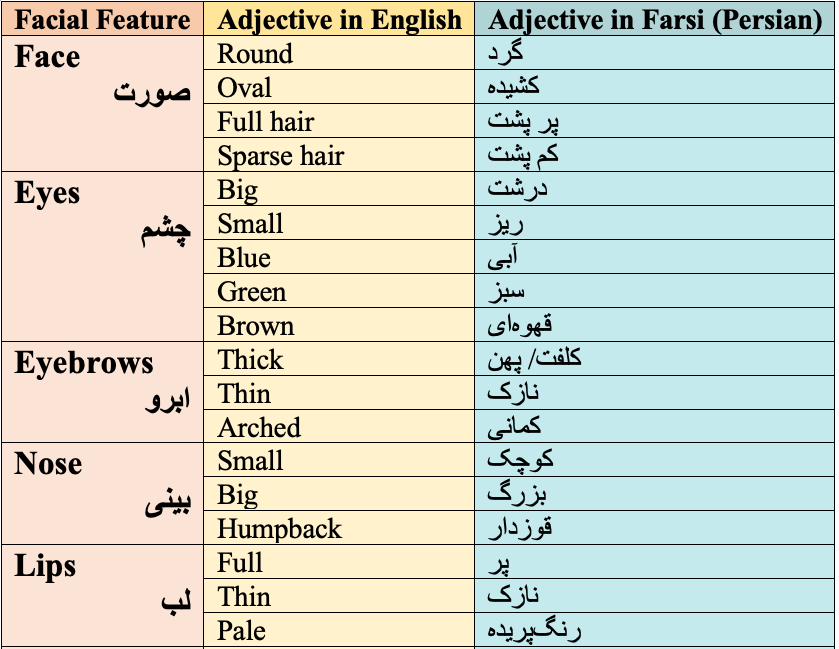 Facial Feature Adjective in English Adjective in Farsi (Persian)
Face Round گرد
صورت Oval کشیده
Full hair پر پشت
Sparse hair کم پشت
Eyes Big درشت
چشم Small ریز
Blue آبی
Green سبز
Brown قهوه‌ای
Eyebrows Thick کلفت/ پهن
ابرو Thin نازک
Arched کمانی
Nose Small کوچک
بینی Big بزرگ
Humpback قوزدار
Lips Full پر
لب Thin نازک
Pale رنگ‌پریده